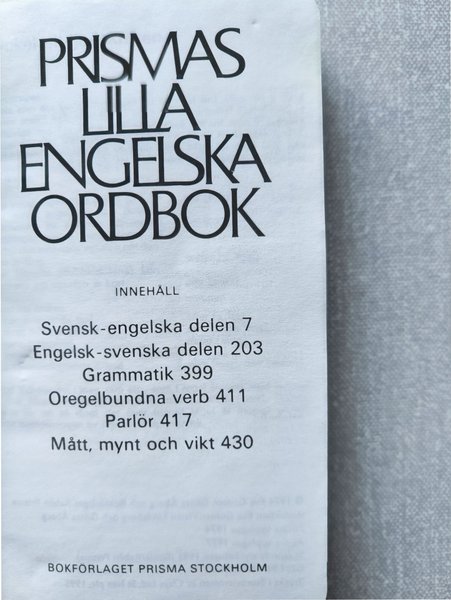 PRISMAS
LILLA
ENGELSKA
ORDBOK
INNEHÅLL
Svensk-engelska delen 7
Engelsk-svenska delen 203
Grammatik 399
Oregelbundna verb 411
Parlör 417
Mått, mynt och vikt 430
BOKFÖRLAGET PRISMA STOCKHOLM